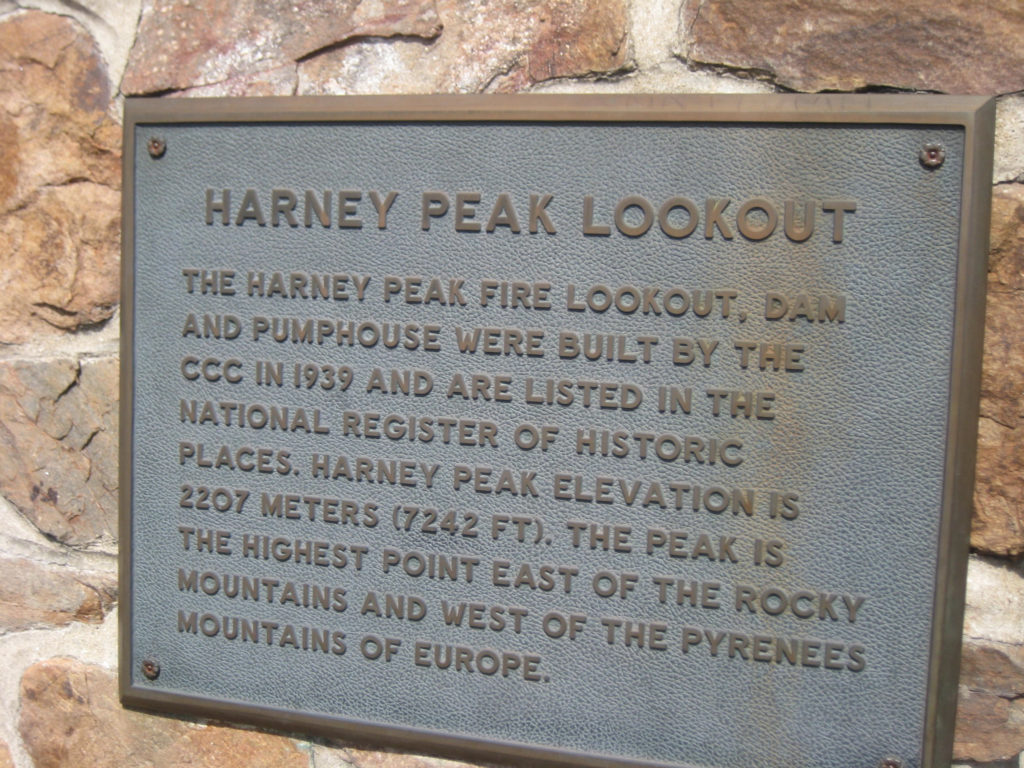 HARNEY PEAK LOOKOUT
THE HARNEY PEAK FIRE LOOKOUT, DAM
AND PUMPHOUSE WERE BUILT BY THE
CCC IN 1939 AND ARE LISTED IN THE
NATIONAL REGISTER OF HISTORIC
PLACES. HARNEY PEAK ELEVATION IS
2207 METERS (7242 FT). THE PEAK IS
THE HIGHEST POINT EAST OF THE ROCKY
MOUNTAINS AND WEST OF THE PYRENEES
MOUNTAINS OF EUROPE.